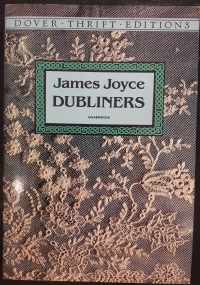 DOVER · THRIFT · EDITIONS
James Joyce
DUBLINERS
UNABRIDGED